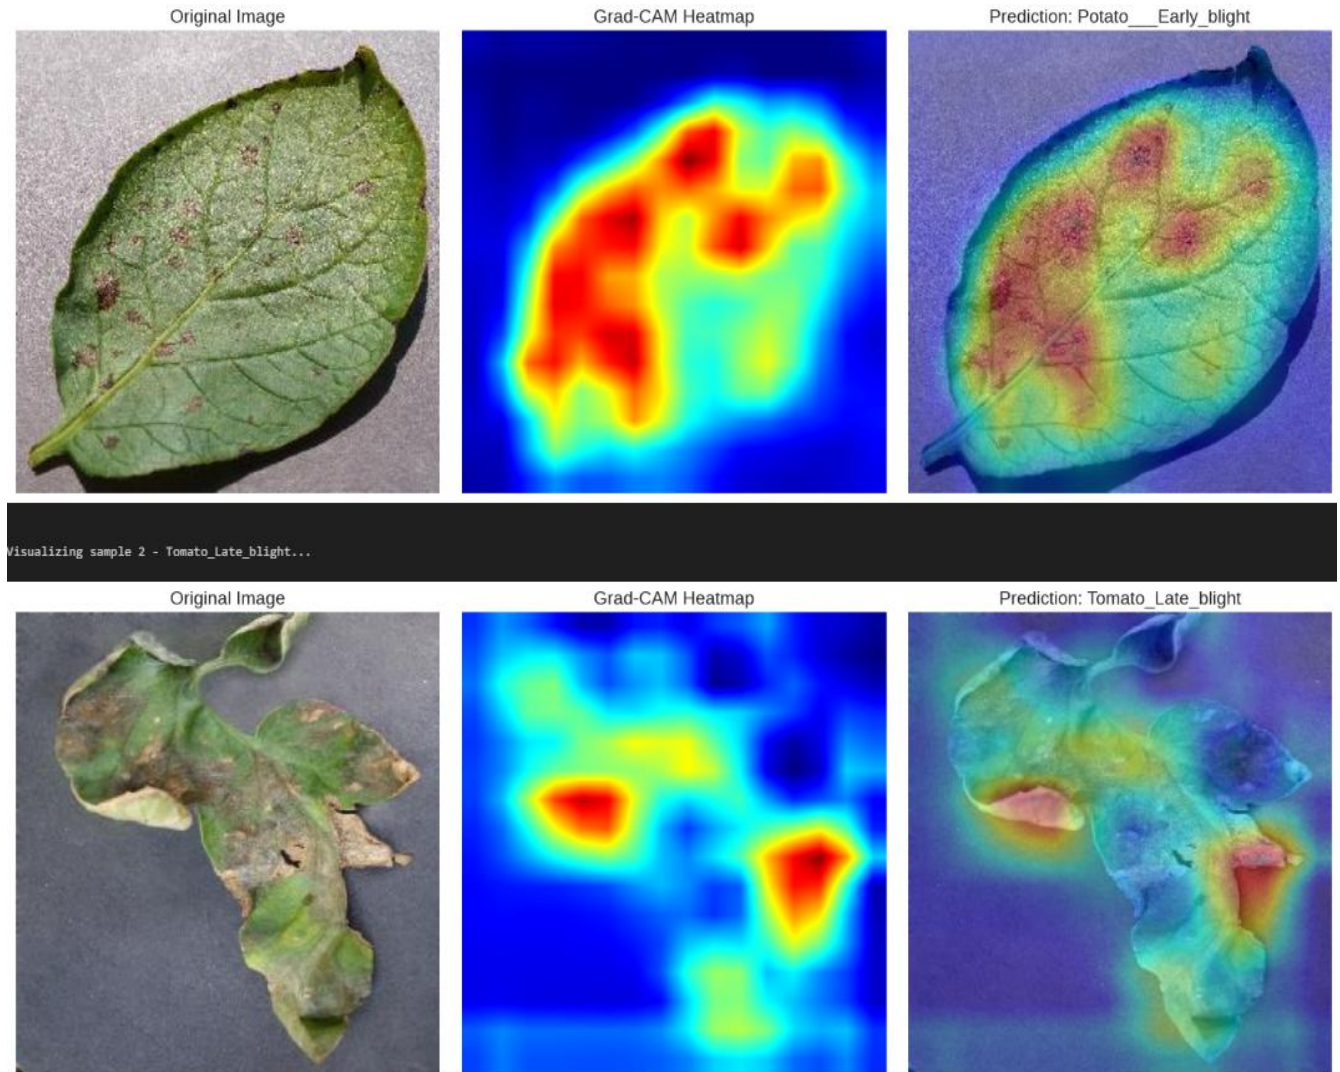 Original Image
Grad-CAM Heatmap
Prediction: Potato___Early_blight
Visualizing sample 2 - Tomato_Late_blight...
Original Image
Grad-CAM Heatmap
Prediction: Tomato_Late_blight